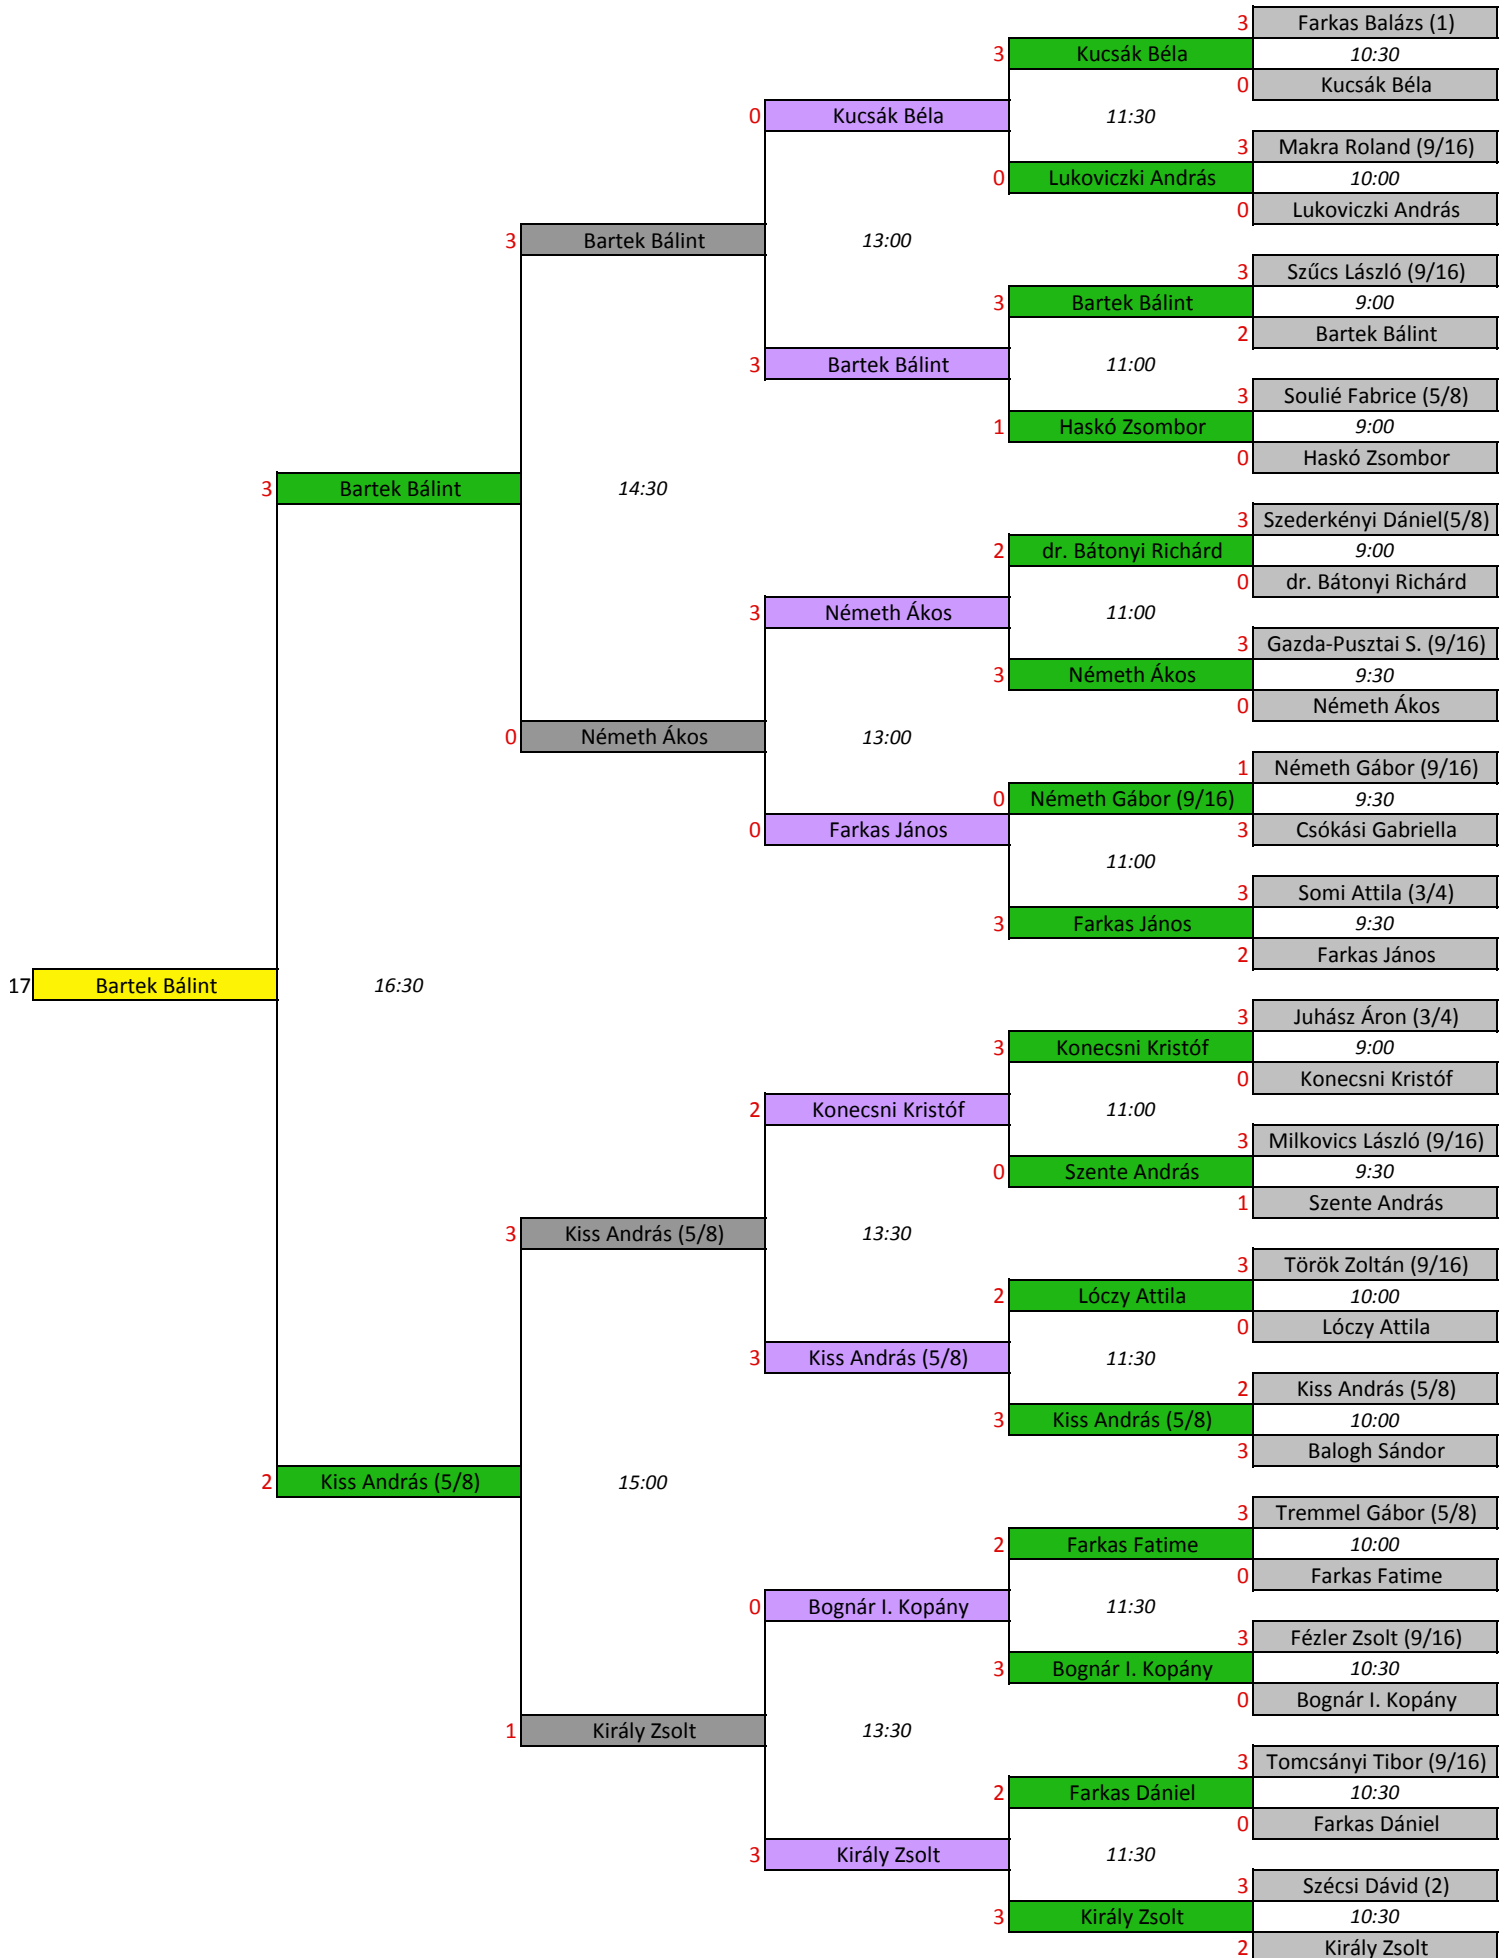 3 Farkas Balázs (1)
3 Kucsák Béla 10:30
0 Kucsák Béla
0 Kucsák Béla 11:30
3 Makra Roland (9/16)
0 Lukoviczki András 10:00
0 Lukoviczki András
3 Bartek Bálint 13:00
3 Szűcs László (9/16)
3 Bartek Bálint 9:00
2 Bartek Bálint
3 Bartek Bálint 11:00
3 Soulié Fabrice (5/8)
1 Haskó Zsombor 9:00
0 Haskó Zsombor
3 Bartek Bálint 14:30
3 Szederkényi Dániel(5/8)
2 dr. Bátonyi Richárd 9:00
0 dr. Bátonyi Richárd
3 Németh Ákos 11:00
3 Gazda-Pusztai S. (9/16)
3 Németh Ákos 9:30
0 Németh Ákos
0 Németh Ákos 13:00
1 Németh Gábor (9/16)
0 Németh Gábor (9/16) 9:30
0 Farkas János 3 Csókási Gabriella
11:00
3 Somi Attila (3/4)
3 Farkas János 9:30
2 Farkas János
17 Bartek Bálint 16:30
3 Juhász Áron (3/4)
3 Konecsni Kristóf 9:00
0 Konecsni Kristóf
2 Konecsni Kristóf 11:00
3 Milkovics László (9/16)
0 Szente András 9:30
1 Szente András
3 Kiss András (5/8) 13:30
3 Török Zoltán (9/16)
2 Lóczy Attila 10:00
0 Lóczy Attila
3 Kiss András (5/8) 11:30
2 Kiss András (5/8)
3 Kiss András (5/8) 10:00
3 Balogh Sándor
2 Kiss András (5/8) 15:00
3 Tremmel Gábor (5/8)
2 Farkas Fatime 10:00
0 Farkas Fatime
0 Bognár I. Kopány 11:30
3 Fézler Zsolt (9/16)
3 Bognár I. Kopány 10:30
0 Bognár I. Kopány
1 Király Zsolt 13:30
3 Tomcsányi Tibor (9/16)
2 Farkas Dániel 10:30
0 Farkas Dániel
3 Király Zsolt 11:30
3 Szécsi Dávid (2)
3 Király Zsolt 10:30
2 Király Zsolt